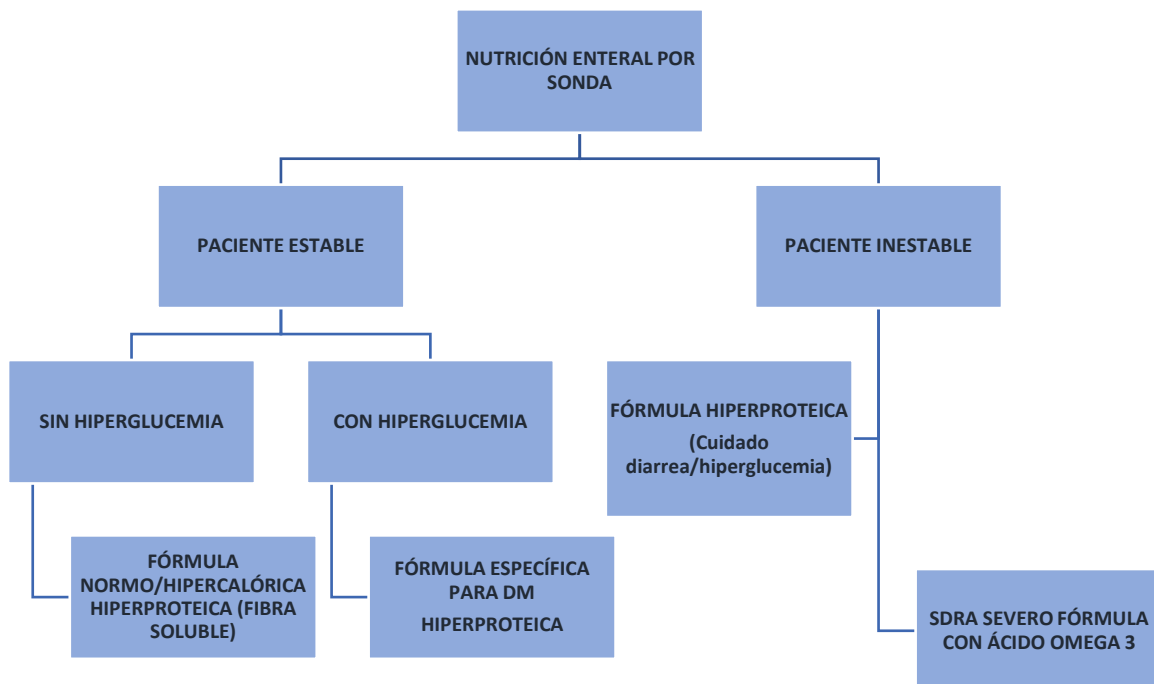 NUTRICIÓN ENTERAL POR
SONDA
PACIENTE ESTABLE
PACIENTE INESTABLE
SIN HIPERGLUCEMIA
CON HIPERGLUCEMIA
FÓRMULA HIPERPROTEICA
(Cuidado
diarrea/hiperglucemia)
FÓRMULA
NORMO/HIPERCALÓRICA
HIPERPROTEICA (FIBRA
SOLUBLE)
FÓRMULA ESPECÍFICA
PARA DM
HIPERPROTEICA
SDRA SEVERO FÓRMULA
CON ÁCIDO OMEGA 3